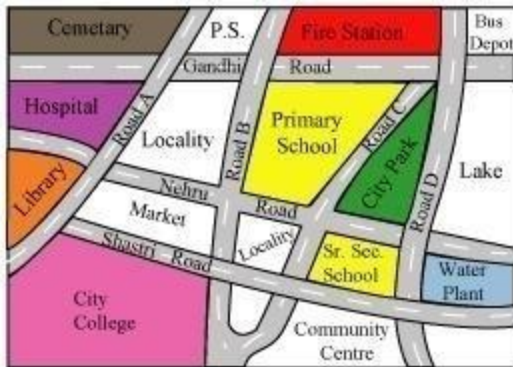 Cemetary
P.S.
Fire Station
Bus
Depot
Gandhi Road
Hospital
Road A
Locality
Road B
Primary
School
Road C
City Park
Road D
Lake
Library
Nehru Road
Market
Locality
Shastri Road
Sr. Sec.
School
Water
Plant
City
College
Community
Centre